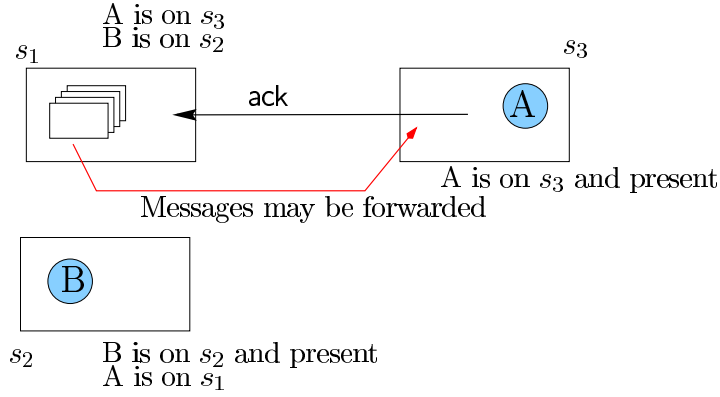 A is on s₃
B is on s₂
s₁
s₃
ack
A
A is on s₃ and present
Messages may be forwarded
B
s₂
B is on s₂ and present
A is on s₁